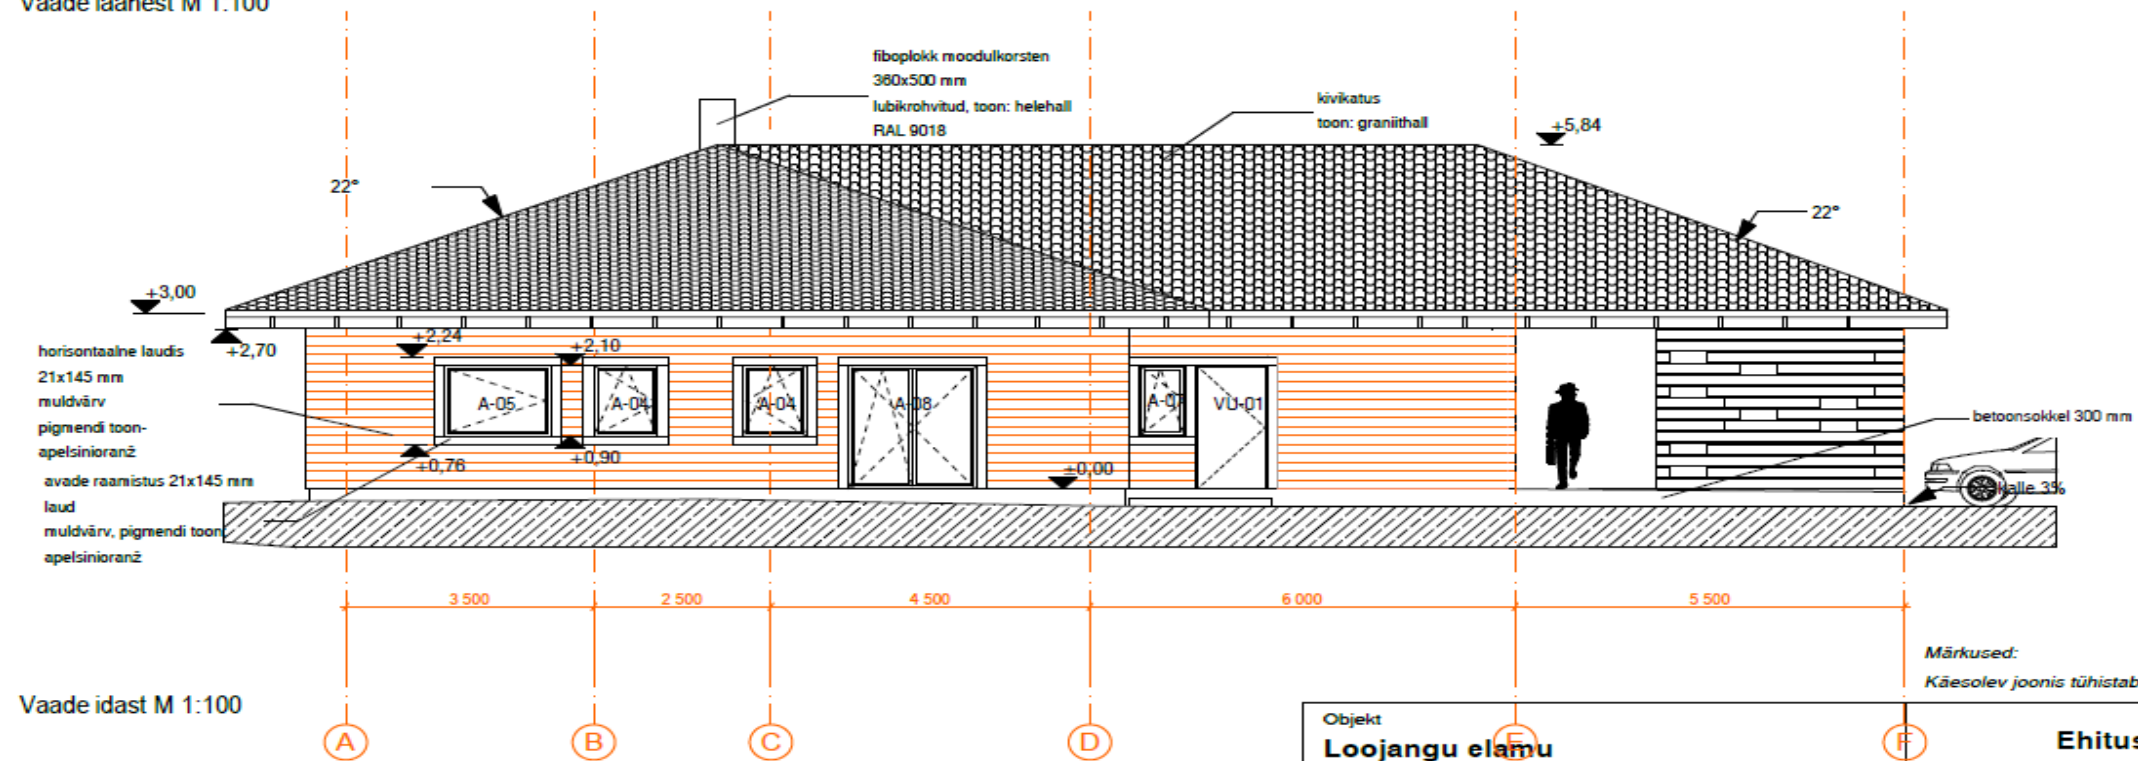 Vaade läänest M 1:100
fiboplokk moodulkorsten
360x500 mm
lubikrohvitud, toon: helehall
RAL 9018
kivikatus
toon: graniithall
+5,84
22°
22°
+3,00
+2,70
+2,24
+2,10
horisontaalne laudis
21x145 mm
muldvärv
pigmendi toon-
apelsinioranž
A-05
A-04
A-04
A-08
A-07
VU-01
betoonsokkel 300 mm
+0,76
+0,90
±0,00
kalle 3%
avade raamistus 21x145 mm
laud
muldvärv, pigmendi toon
apelsinioranž
3 500
2 500
4 500
6 000
5 500
Märkused:
Käesolev joonis tühistab
Vaade idast M 1:100
A
B
C
D
E
F
Objekt
Loojangu elamu
Ehitus